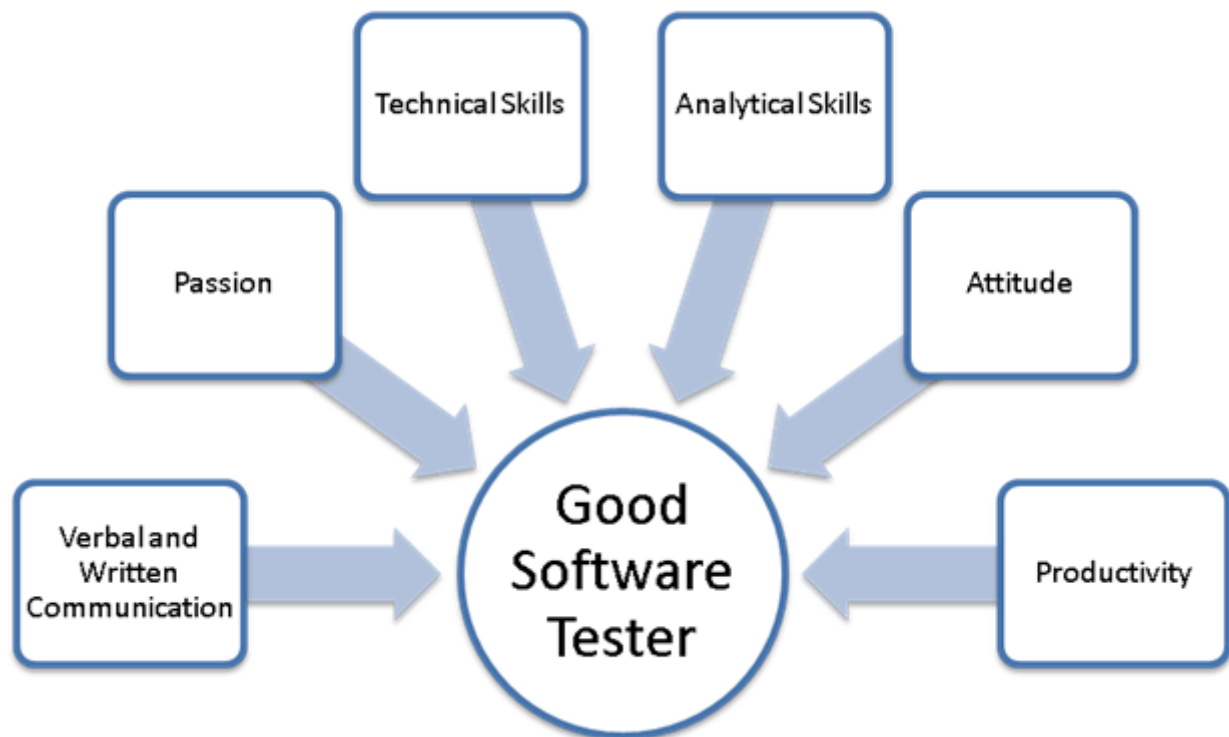 Technical Skills
Analytical Skills
Passion
Attitude
Verbal and
Written
Communication
Good
Software
Tester
Productivity